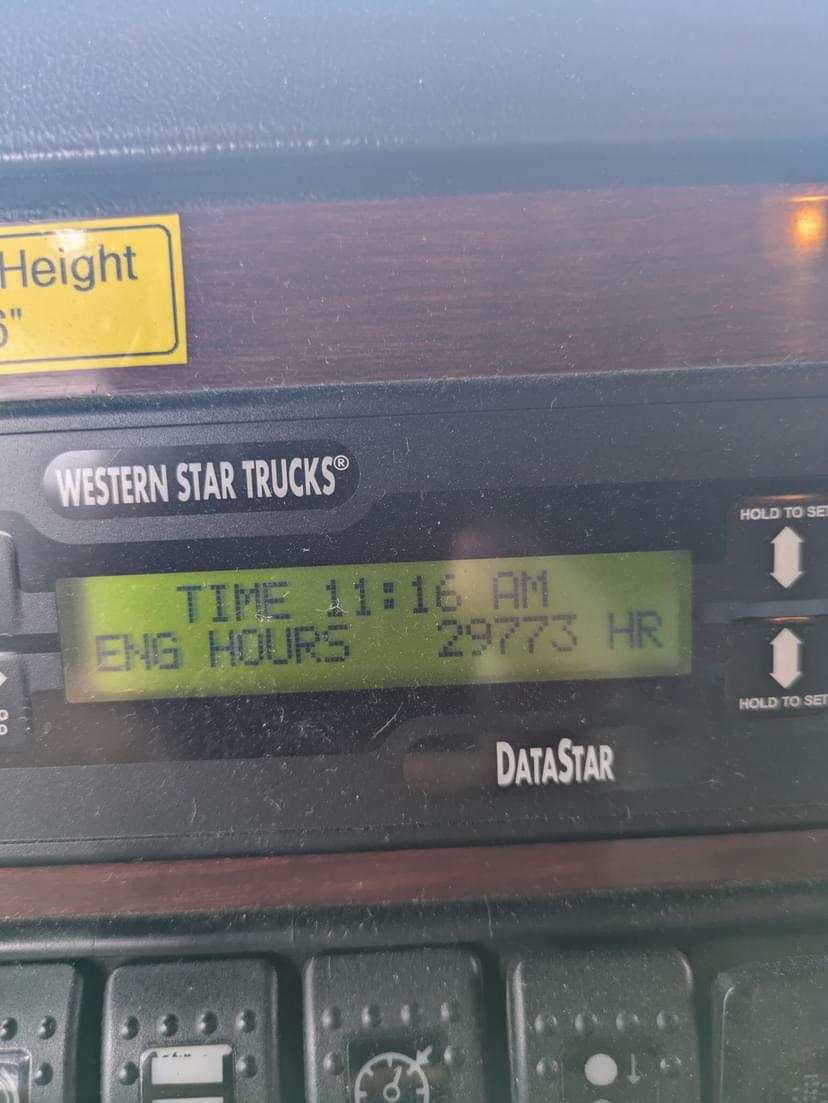 Height
6"
WESTERN STAR TRUCKS®
HOLD TO SET
TIME 11:16 AM
ENG HOURS 29773 HR
HOLD TO SET
DATASTAR